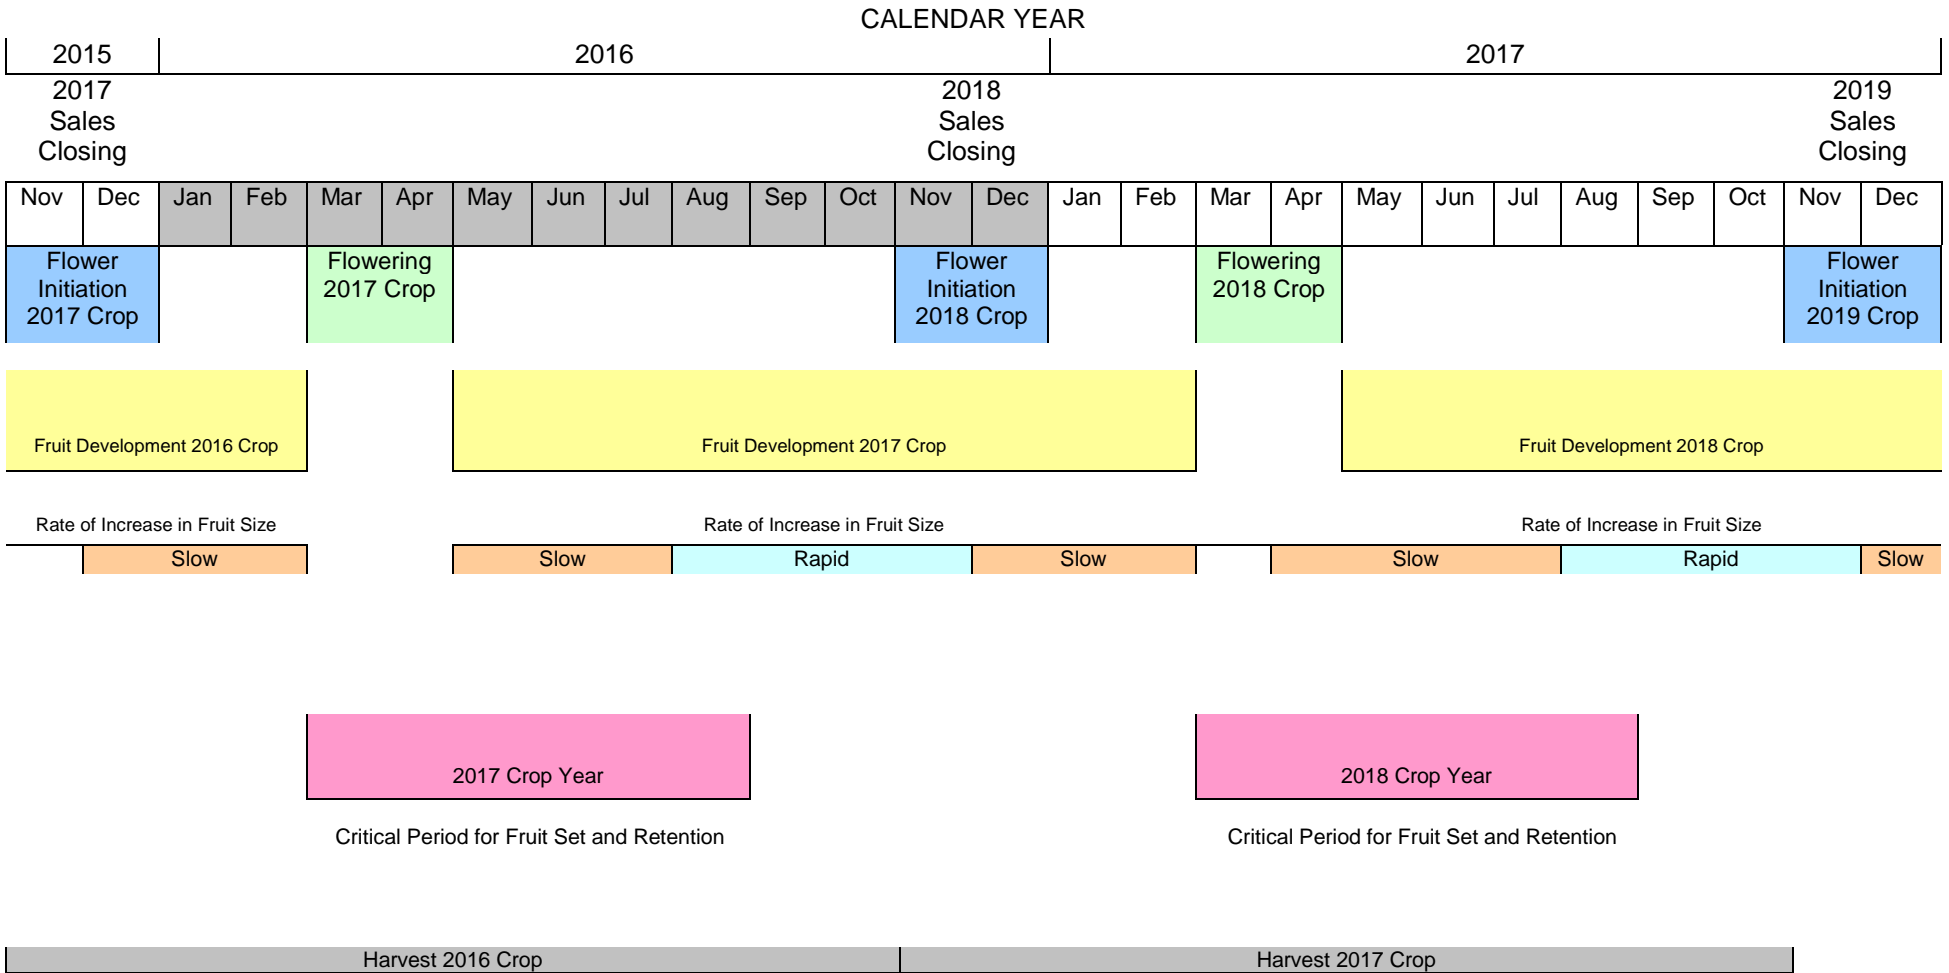 CALENDAR YEAR
2015 2016 2017
2017 2018 2019
Sales Sales Sales
Closing Closing Closing
Nov Dec Jan Feb Mar Apr May Jun Jul Aug Sep Oct Nov Dec Jan Feb Mar Apr May Jun Jul Aug Sep Oct Nov Dec
Flower Flowering Flower Flowering Flower
Initiation 2017 Crop Initiation 2018 Crop Initiation
2017 Crop 2018 Crop 2019 Crop
Fruit Development 2016 Crop Fruit Development 2017 Crop Fruit Development 2018 Crop
Rate of Increase in Fruit Size Rate of Increase in Fruit Size Rate of Increase in Fruit Size
Slow Slow Rapid Slow Slow Rapid Slow
2017 Crop Year 2018 Crop Year
Critical Period for Fruit Set and Retention Critical Period for Fruit Set and Retention
Harvest 2016 Crop Harvest 2017 Crop